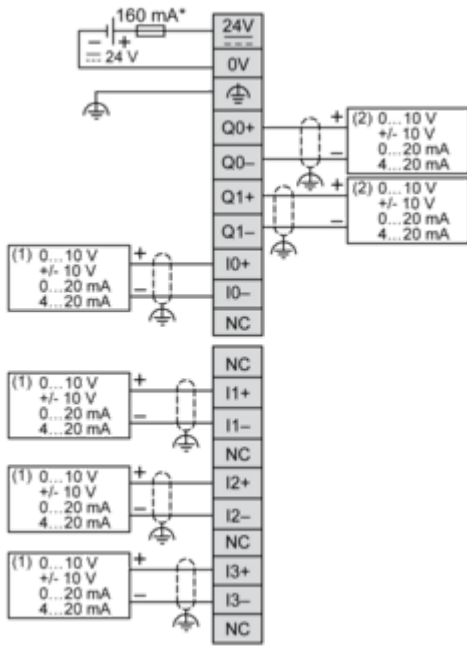 160 mA*
24V
− +
24 V
0V
Q0+
+ (2) 0...10 V
+/- 10 V
Q0–
− 0...20 mA
4...20 mA
Q1+
+ (2) 0...10 V
+/- 10 V
Q1–
− 0...20 mA
4...20 mA
(1) 0...10 V +
+/- 10 V
0...20 mA −
4...20 mA
I0+
I0–
NC
NC
(1) 0...10 V +
+/- 10 V
0...20 mA −
4...20 mA
I1+
I1–
NC
(1) 0...10 V +
+/- 10 V
0...20 mA −
4...20 mA
I2+
I2–
NC
(1) 0...10 V +
+/- 10 V
0...20 mA −
4...20 mA
I3+
I3–
NC